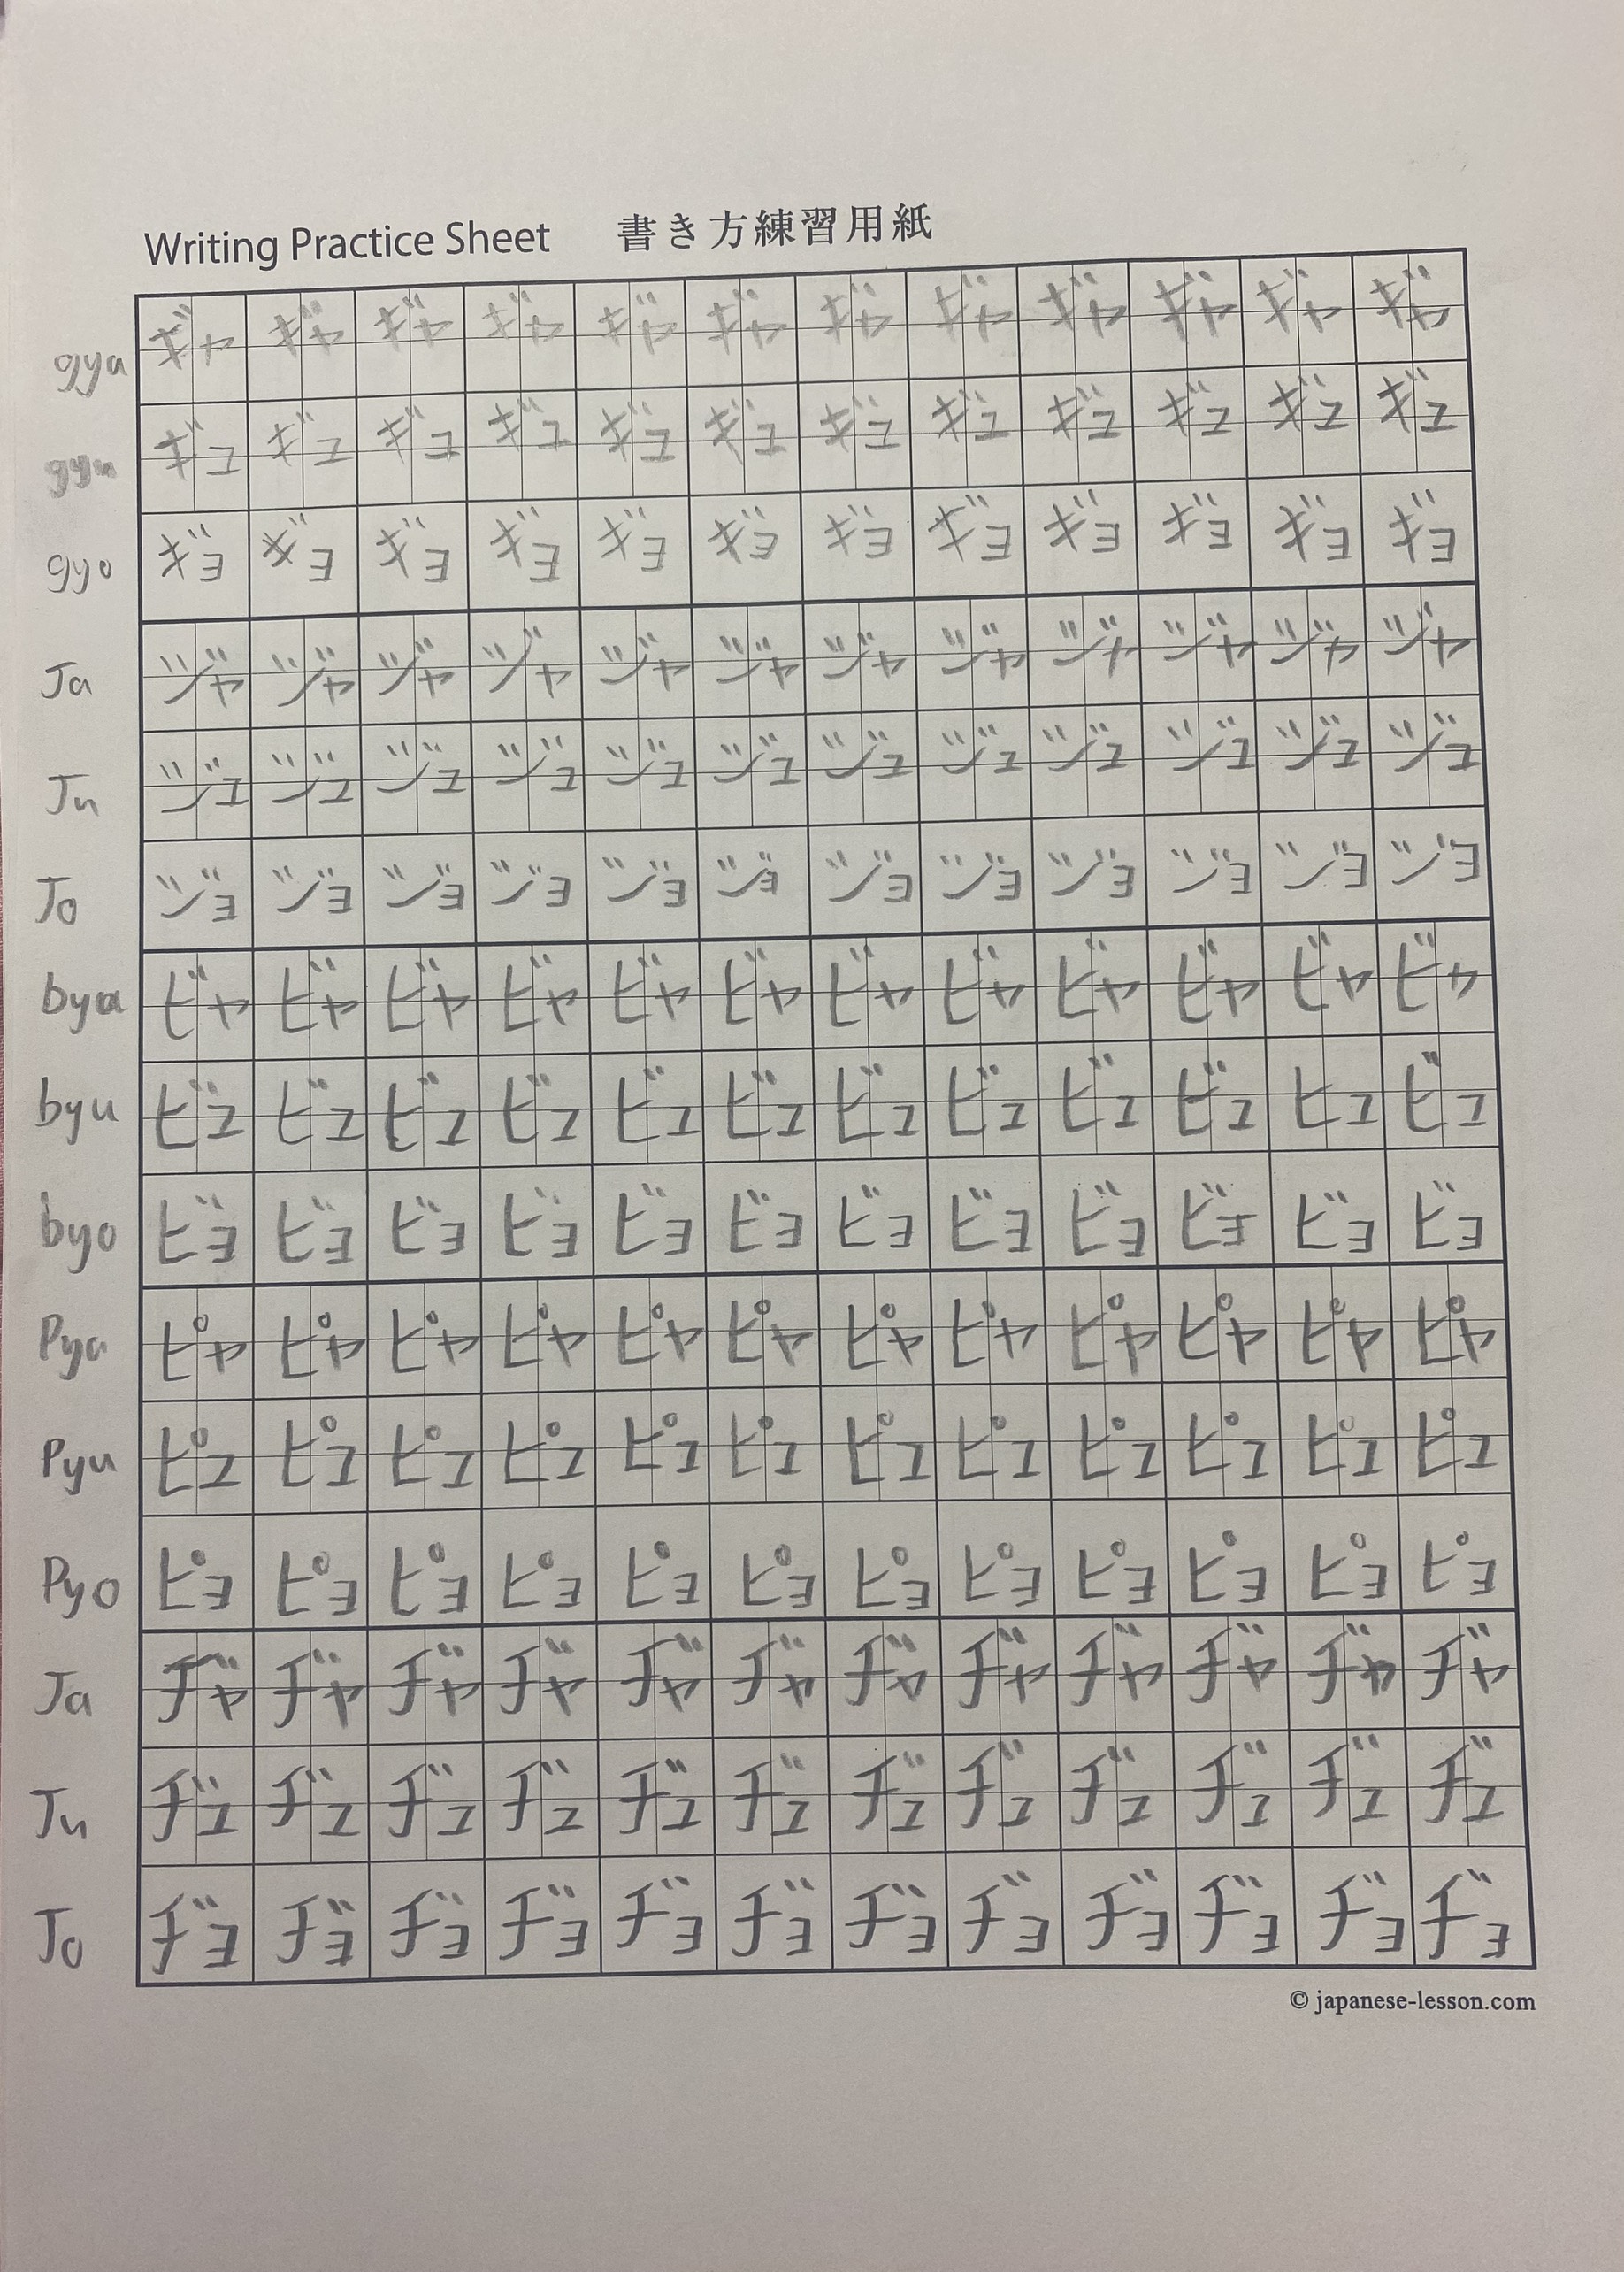 Writing Practice Sheet 書き方練習用紙
gya ギャ ギャ ギャ ギャ ギャ ギャ ギャ ギャ ギャ ギャ ギャ ギャ
gyu ギュ ギュ ギュ ギュ ギュ ギュ ギュ ギュ ギュ ギュ ギュ ギュ
gyo ギョ ギョ ギョ ギョ ギョ ギョ ギョ ギョ ギョ ギョ ギョ ギョ
Ja ジャ ジャ ジャ ジャ ジャ ジャ ジャ ジャ ジャ ジャ ジャ ジャ
Ju ジュ ジュ ジュ ジュ ジュ ジュ ジュ ジュ ジュ ジュ ジュ ジュ
Jo ジョ ジョ ジョ ジョ ジョ ジョ ジョ ジョ ジョ ジョ ジョ ジョ
bya ビャ ビャ ビャ ビャ ビャ ビャ ビャ ビャ ビャ ビャ ビャ ビャ
byu ビュ ビュ ビュ ビュ ビュ ビュ ビュ ビュ ビュ ビュ ヒュ ビュ
byo ビョ ビョ ビョ ビョ ビョ ビョ ビョ ビョ ビョ ビョ ビョ ビョ
Pya ピャ ピャ ピャ ピャ ピャ ピャ ピャ ピャ ピャ ピャ ピャ ピャ
Pyu ピュ ピュ ピュ ピュ ピュ ピュ ピュ ピュ ピュ ピュ ピュ ピュ
Pyo ピョ ピョ ピョ ピョ ピョ ピョ ピョ ピョ ピョ ピョ ピョ ピョ
Ja ヂャ ヂャ ヂャ ヂャ ヂャ ヂャ ヂャ ヂャ ヂャ ヂャ ヂャ ヂャ
Ju ヂュ ヂュ ヂュ ヂュ ヂュ ヂュ ヂュ ヂュ ヂュ ヂュ ヂュ ヂュ
Jo ヂョ ヂョ ヂョ ヂョ ヂョ ヂョ ヂョ ヂョ ヂョ ヂョ ヂョ ヂョ
© japanese-lesson.com